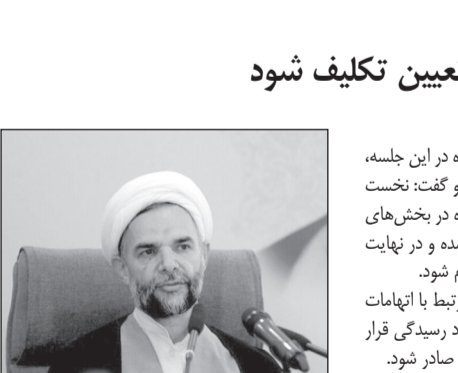 تعیین تکلیف شود
ه در این جلسه،
و گفت: نخست
ه در بخش‌های
شده و در نهایت
م شود.
تبط با اتهامات
د رسیدگی قرار
صادر شود.